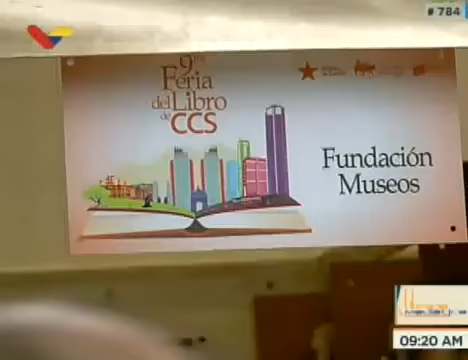 # 784
9na
Feria
del Libro
de CCS
Fundación
Museos
09:20 AM